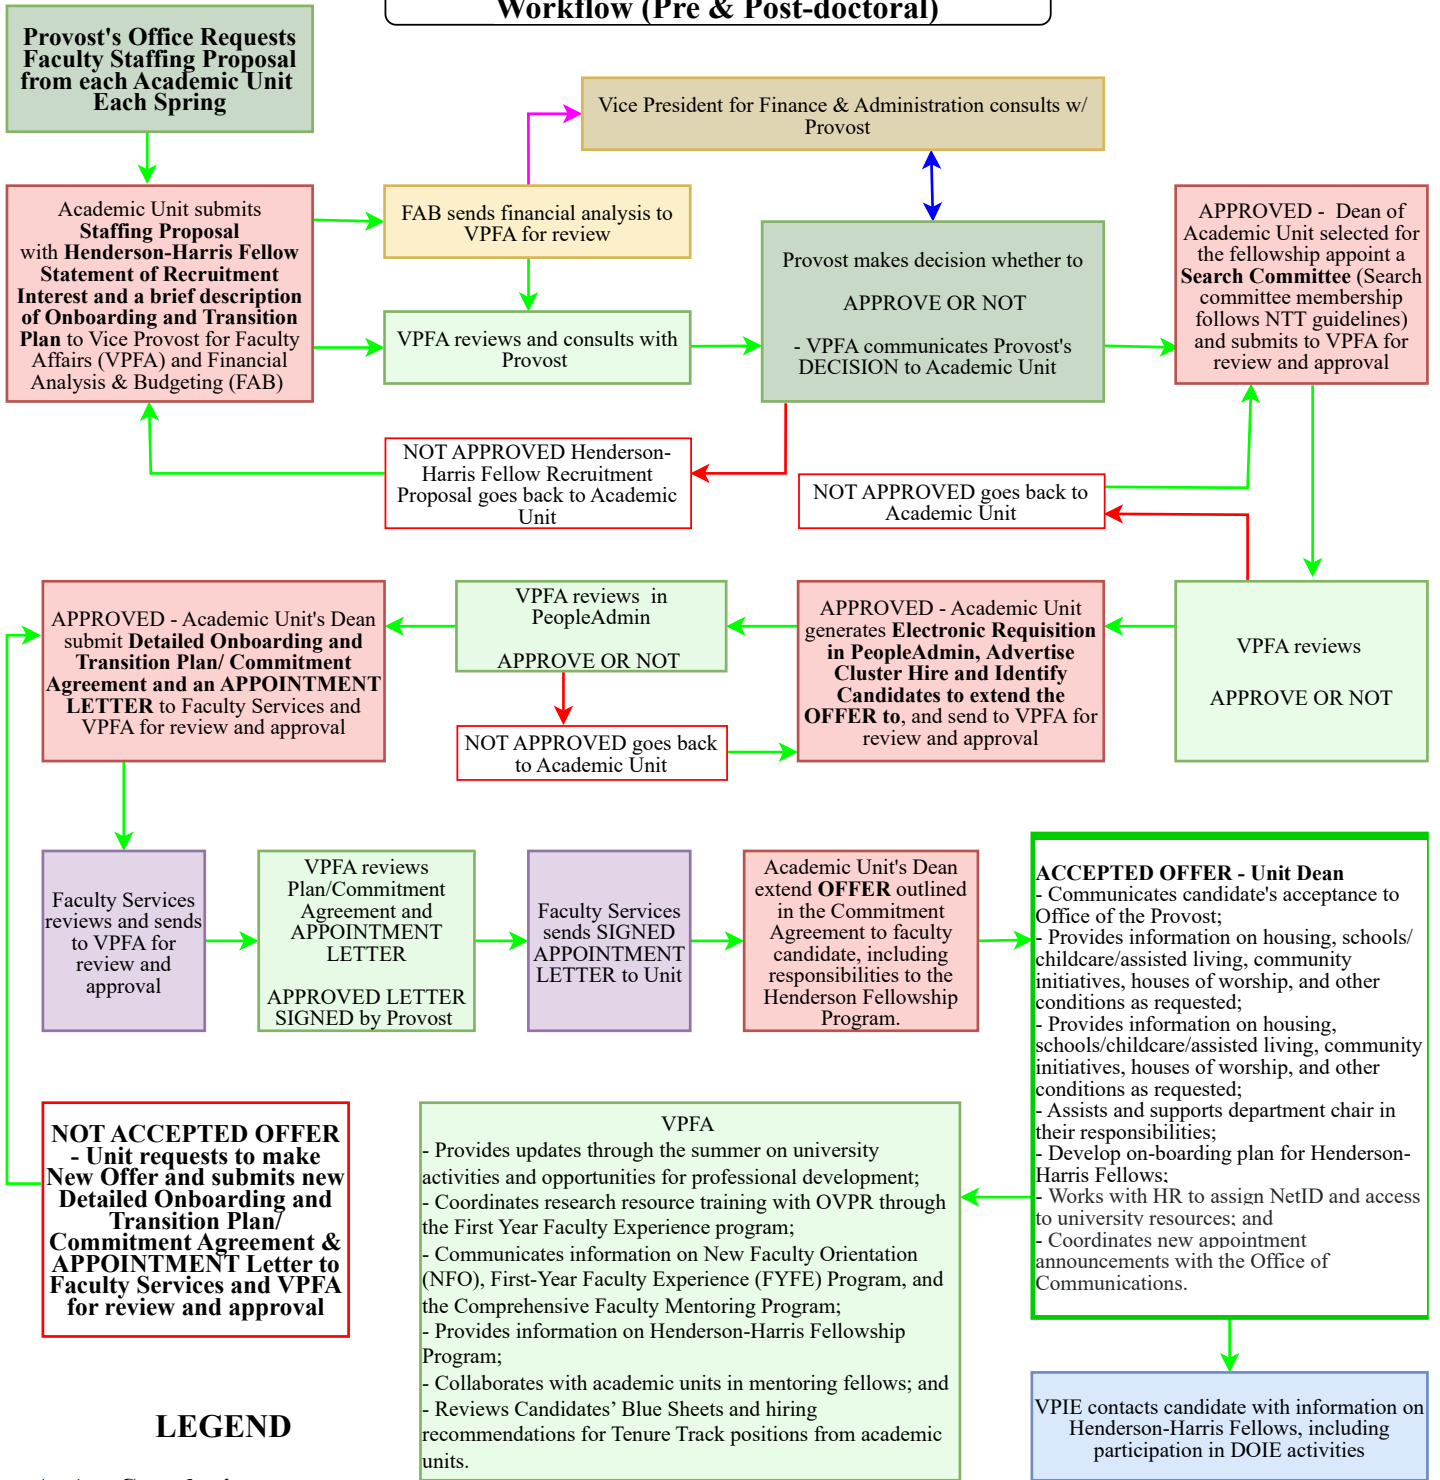 Workflow (Pre & Post-doctoral)
Provost's Office Requests
Faculty Staffing Proposal
from each Academic Unit
Each Spring
Vice President for Finance & Administration consults w/
Provost
Academic Unit submits
Staffing Proposal
with Henderson-Harris Fellow
Statement of Recruitment
Interest and a brief description
of Onboarding and Transition
Plan to Vice Provost for Faculty
Affairs (VPFA) and Financial
Analysis & Budgeting (FAB)
FAB sends financial analysis to
VPFA for review
VPFA reviews and consults with
Provost
Provost makes decision whether to
APPROVE OR NOT
- VPFA communicates Provost's
DECISION to Academic Unit
APPROVED - Dean of
Academic Unit selected for
the fellowship appoint a
Search Committee (Search
committee membership
follows NTT guidelines)
and submits to VPFA for
review and approval
NOT APPROVED Henderson-
Harris Fellow Recruitment
Proposal goes back to Academic
Unit
NOT APPROVED goes back to
Academic Unit
APPROVED - Academic Unit's Dean
submit Detailed Onboarding and
Transition Plan/ Commitment
Agreement and an APPOINTMENT
LETTER to Faculty Services and
VPFA for review and approval
VPFA reviews in
PeopleAdmin
APPROVE OR NOT
NOT APPROVED goes back
to Academic Unit
APPROVED - Academic Unit
generates Electronic Requisition
in PeopleAdmin, Advertise
Cluster Hire and Identify
Candidates to extend the
OFFER to, and send to VPFA for
review and approval
VPFA reviews
APPROVE OR NOT
Faculty Services
reviews and sends
to VPFA for
review and
approval
VPFA reviews
Plan/Commitment
Agreement and
APPOINTMENT
LETTER
APPROVED LETTER
SIGNED by Provost
Faculty Services
sends SIGNED
APPOINTMENT
LETTER to Unit
Academic Unit's Dean
extend OFFER outlined
in the Commitment
Agreement to faculty
candidate, including
responsibilities to the
Henderson Fellowship
Program.
ACCEPTED OFFER - Unit Dean
- Communicates candidate's acceptance to
Office of the Provost;
- Provides information on housing, schools/
childcare/assisted living, community
initiatives, houses of worship, and other
conditions as requested;
- Provides information on housing,
schools/childcare/assisted living, community
initiatives, houses of worship, and other
conditions as requested;
- Assists and supports department chair in
their responsibilities;
- Develop on-boarding plan for Henderson-
Harris Fellows;
- Works with HR to assign NetID and access
to university resources; and
- Coordinates new appointment
announcements with the Office of
Communications.
NOT ACCEPTED OFFER
- Unit requests to make
New Offer and submits new
Detailed Onboarding and
Transition Plan/
Commitment Agreement &
APPOINTMENT Letter to
Faculty Services and VPFA
for review and approval
VPFA
- Provides updates through the summer on university
activities and opportunities for professional development;
- Coordinates research resource training with OVPR through
the First Year Faculty Experience program;
- Communicates information on New Faculty Orientation
(NFO), First-Year Faculty Experience (FYFE) Program, and
the Comprehensive Faculty Mentoring Program;
- Provides information on Henderson-Harris Fellowship
Program;
- Collaborates with academic units in mentoring fellows; and
- Reviews Candidates’ Blue Sheets and hiring
recommendations for Tenure Track positions from academic
units.
VPIE contacts candidate with information on
Henderson-Harris Fellows, including
participation in DOIE activities
LEGEND